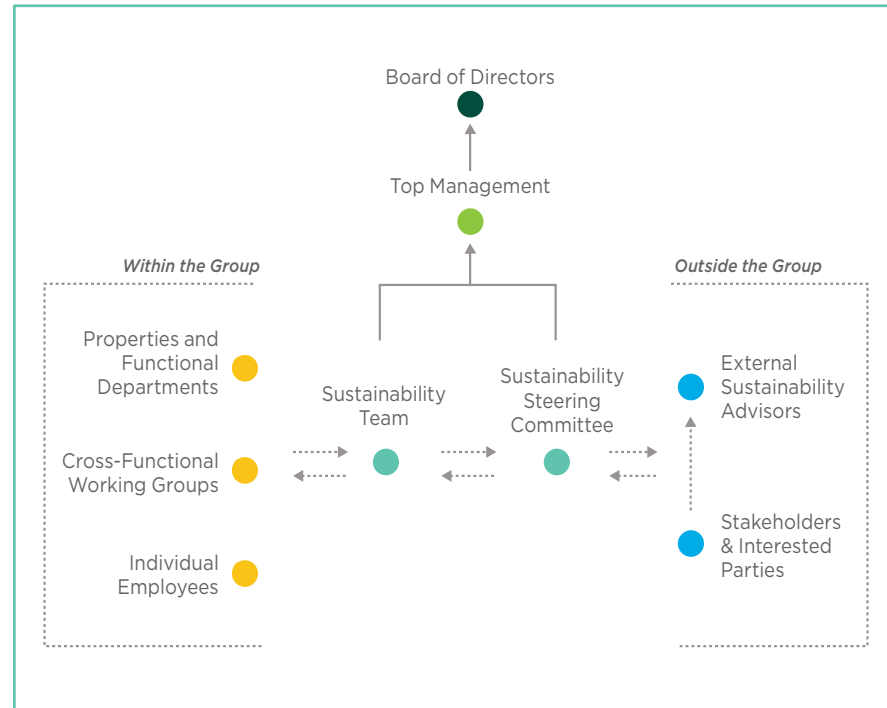 Board of Directors
Top Management
Within the Group
Outside the Group
Properties and
Functional
Departments
Cross-Functional
Working Groups
Individual
Employees
Sustainability
Team
Sustainability
Steering
Committee
External
Sustainability
Advisors
Stakeholders
& Interested
Parties